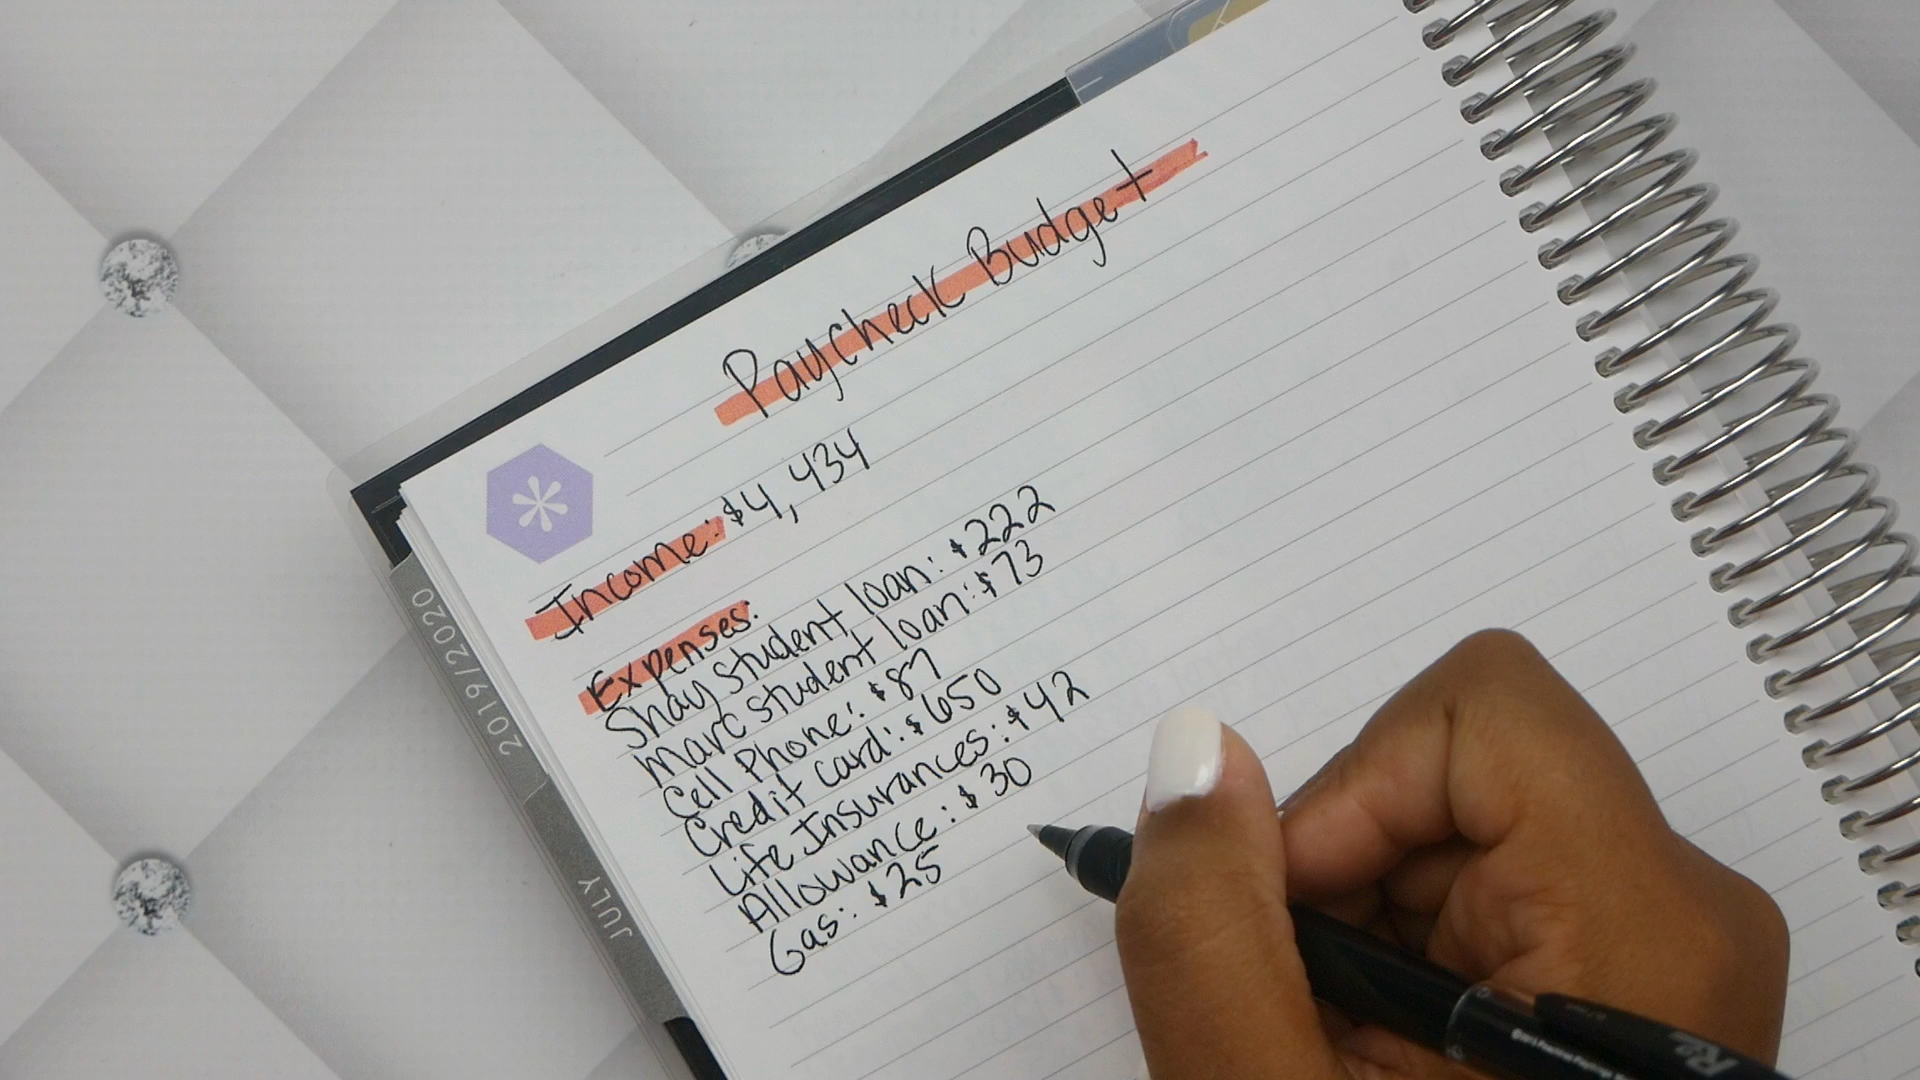 Paycheck Budget
Income: $4,434
Expenses:
Shay Student loan: $222
Marc Student loan: $73
Cell Phone: $87
Credit Card: $650
Life Insurances: $42
Allowance: $30
Gas: $25
2019/2020
JULY